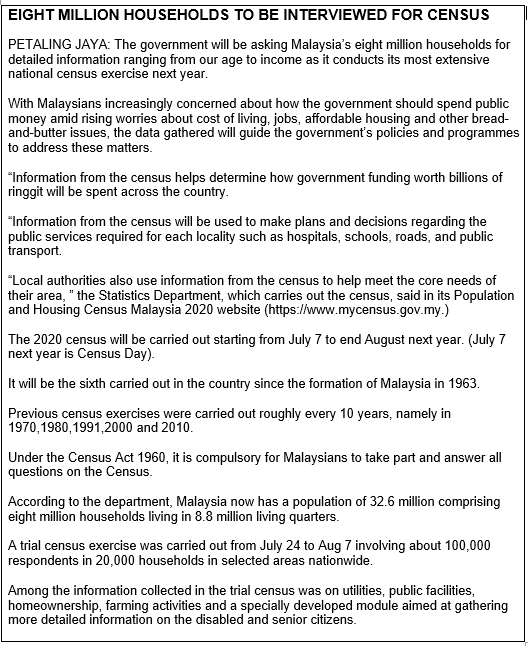 EIGHT MILLION HOUSEHOLDS TO BE INTERVIEWED FOR CENSUS
PETALING JAYA: The government will be asking Malaysia's eight million households for
detailed information ranging from our age to income as it conducts its most extensive
national census exercise next year.
With Malaysians increasingly concerned about how the government should spend public
money amid rising worries about cost of living, jobs, affordable housing and other bread-
and-butter issues, the data gathered will guide the government's policies and programmes
to address these matters.
“Information from the census helps determine how government funding worth billions of
ringgit will be spent across the country.
“Information from the census will be used to make plans and decisions regarding the
public services required for each locality such as hospitals, schools, roads, and public
transport.
“Local authorities also use information from the census to help meet the core needs of
their area, ” the Statistics Department, which carries out the census, said in its Population
and Housing Census Malaysia 2020 website (https://www.mycensus.gov.my.)
The 2020 census will be carried out starting from July 7 to end August next year. (July 7
next year is Census Day).
It will be the sixth carried out in the country since the formation of Malaysia in 1963.
Previous census exercises were carried out roughly every 10 years, namely in
1970,1980,1991,2000 and 2010.
Under the Census Act 1960, it is compulsory for Malaysians to take part and answer all
questions on the Census.
According to the department, Malaysia now has a population of 32.6 million comprising
eight million households living in 8.8 million living quarters.
A trial census exercise was carried out from July 24 to Aug 7 involving about 100,000
respondents in 20,000 households in selected areas nationwide.
Among the information collected in the trial census was on utilities, public facilities,
homeownership, farming activities and a specially developed module aimed at gathering
more detailed information on the disabled and senior citizens.